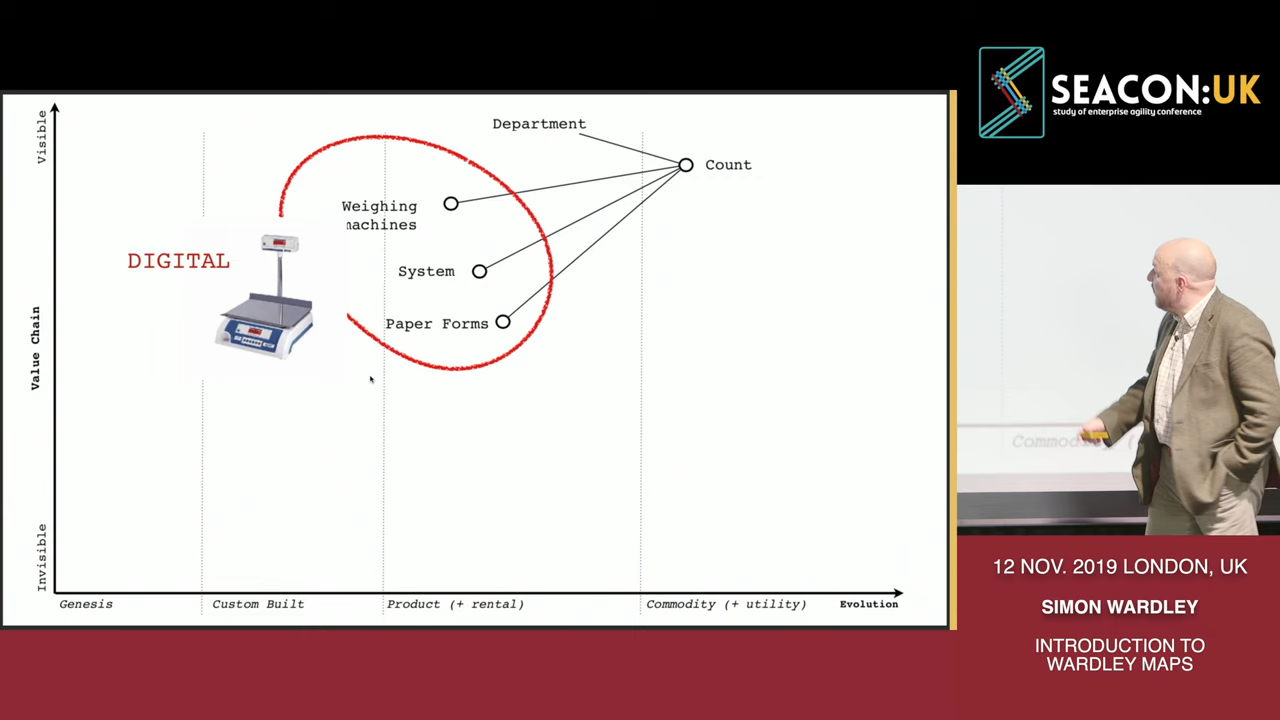 SEACON:UK
study of enterprise agility conference
Visible
Value Chain
Invisible
Department
Count
Weighing
machines
DIGITAL
System
Paper Forms
Genesis
Custom Built
Product (+ rental)
Commodity (+ utility)
Evolution
Commodity (
12 NOV. 2019 LONDON, UK
SIMON WARDLEY
INTRODUCTION TO
WARDLEY MAPS